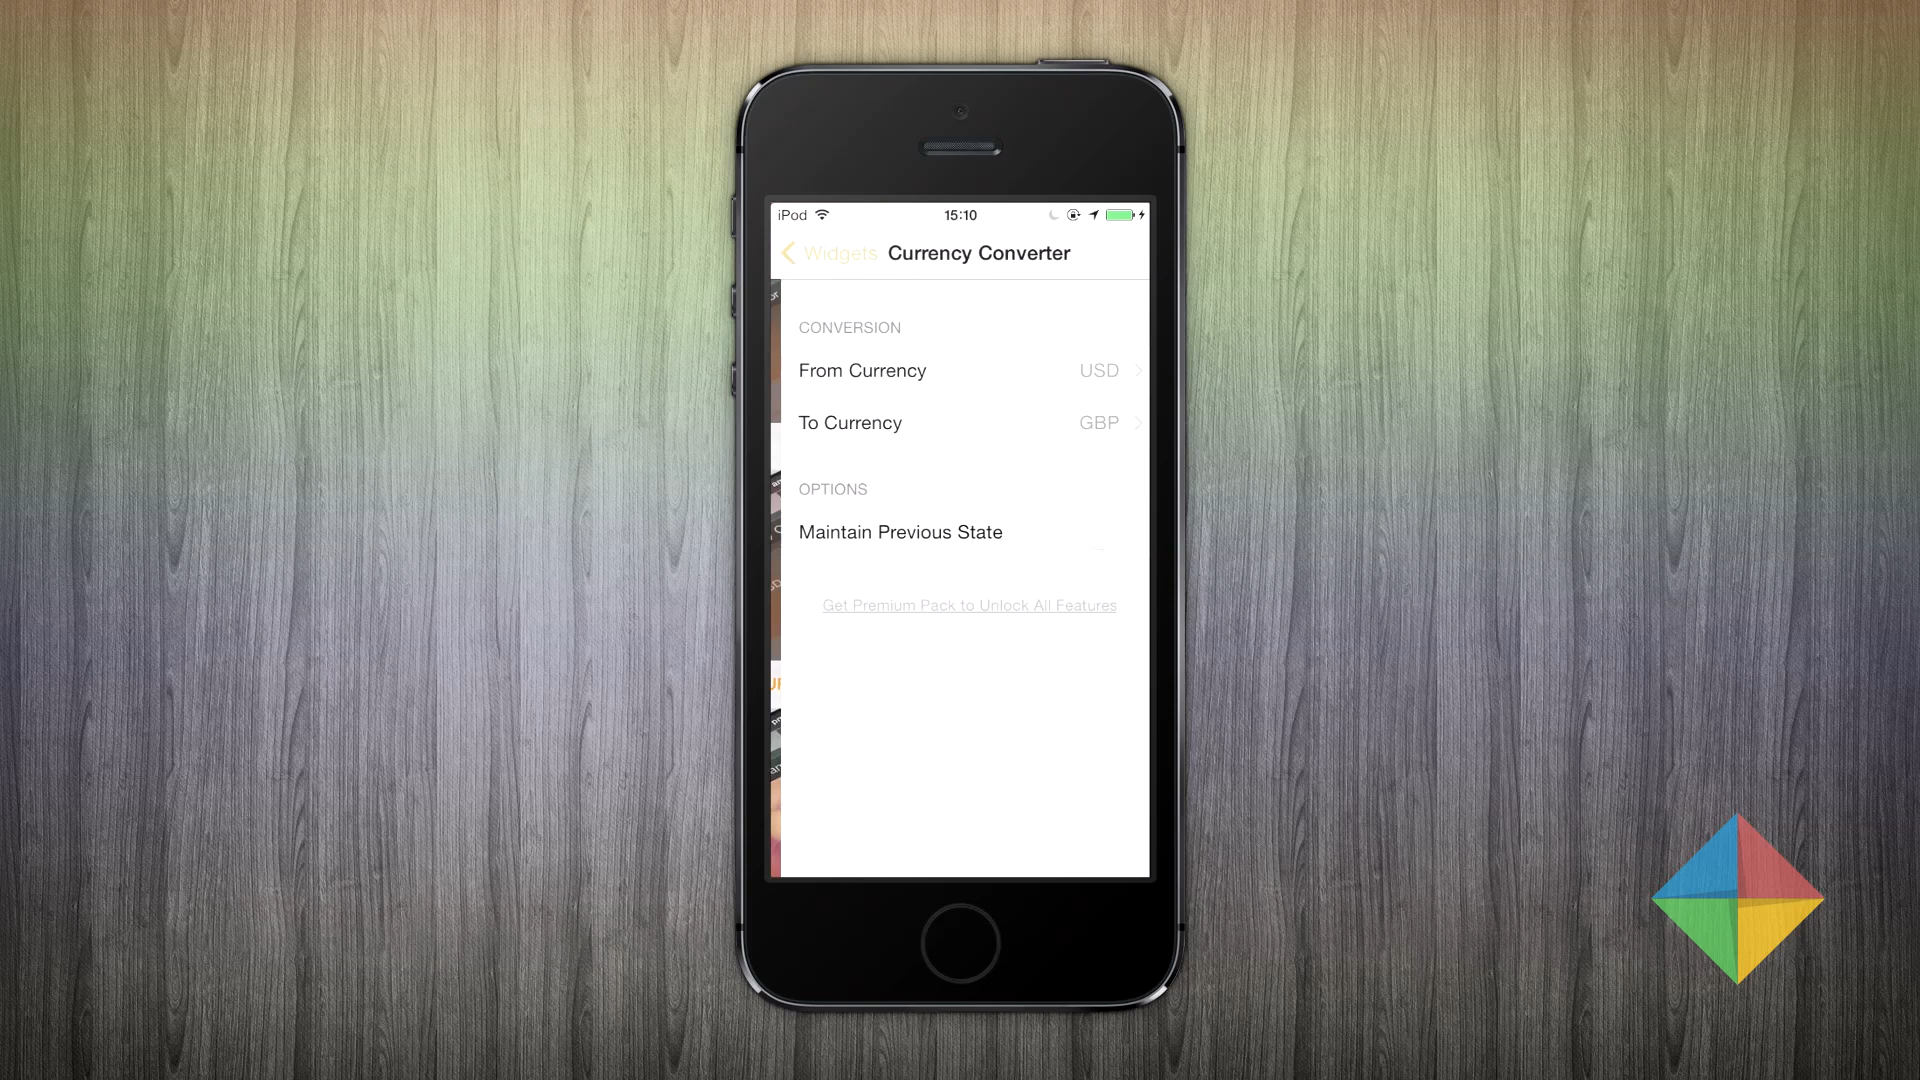 iPod 15:10
Widgets Currency Converter
CONVERSION
From Currency USD
To Currency GBP
OPTIONS
Maintain Previous State
Get Premium Pack to Unlock All Features